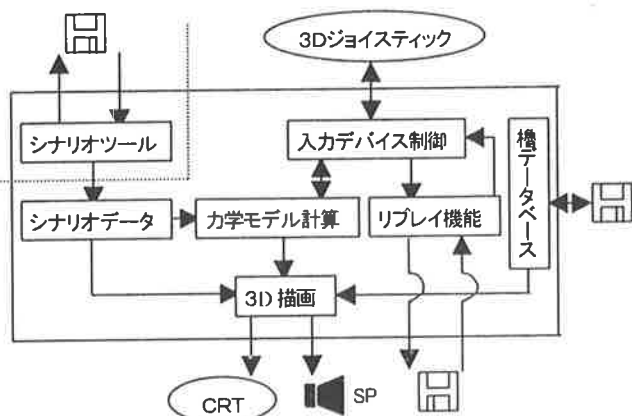 3Dジョイスティック
シナリオツール
入力デバイス制御
機データベース
シナリオデータ
力学モデル計算
リプレイ機能
3D描画
CRT
SP